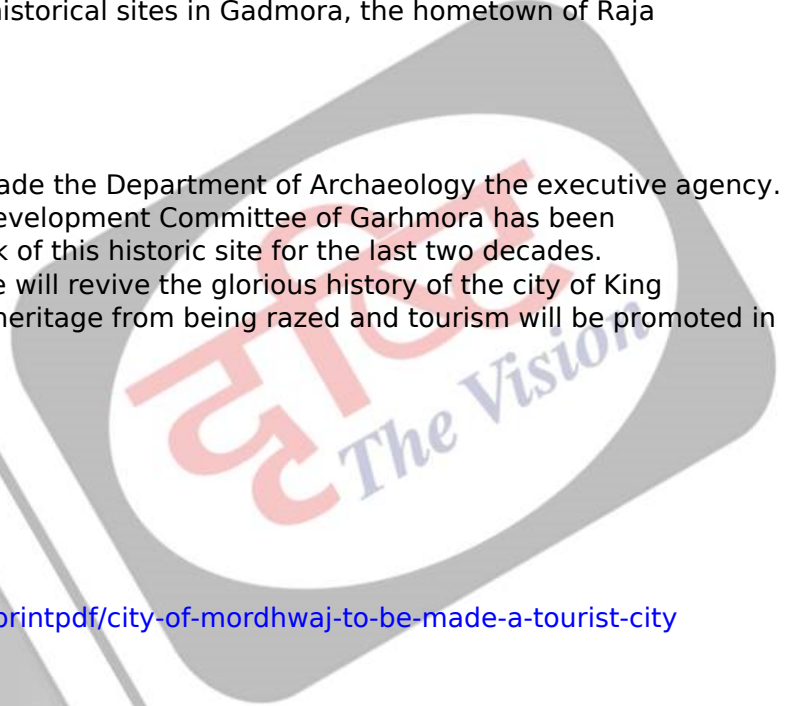 istorical sites in Gadmora, the hometown of Raja
ade the Department of Archaeology the executive agency.
evelopment Committee of Garhmora has been
k of this historic site for the last two decades.
e will revive the glorious history of the city of King
heritage from being razed and tourism will be promoted in
दृष्टि
The Vision
printpdf/city-of-mordhwaj-to-be-made-a-tourist-city